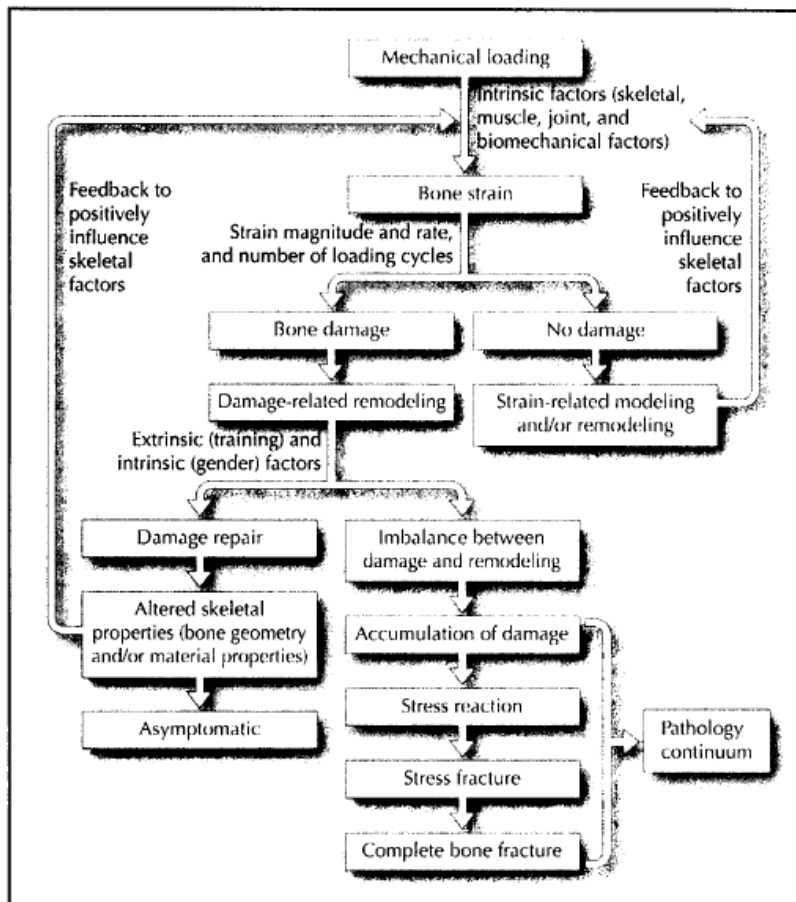 Mechanical loading
Intrinsic factors (skeletal,
muscle, joint, and
biomechanical factors)
Bone strain
Feedback to
positively
influence
skeletal
factors
Feedback to
positively
influence
skeletal
factors
Strain magnitude and rate,
and number of loading cycles
Bone damage
No damage
Damage-related remodeling
Strain-related modeling
and/or remodeling
Extrinsic (training) and
intrinsic (gender) factors
Damage repair
Imbalance between
damage and remodeling
Altered skeletal
properties (bone geometry
and/or material properties)
Accumulation of damage
Asymptomatic
Stress reaction
Pathology
continuum
Stress fracture
Complete bone fracture